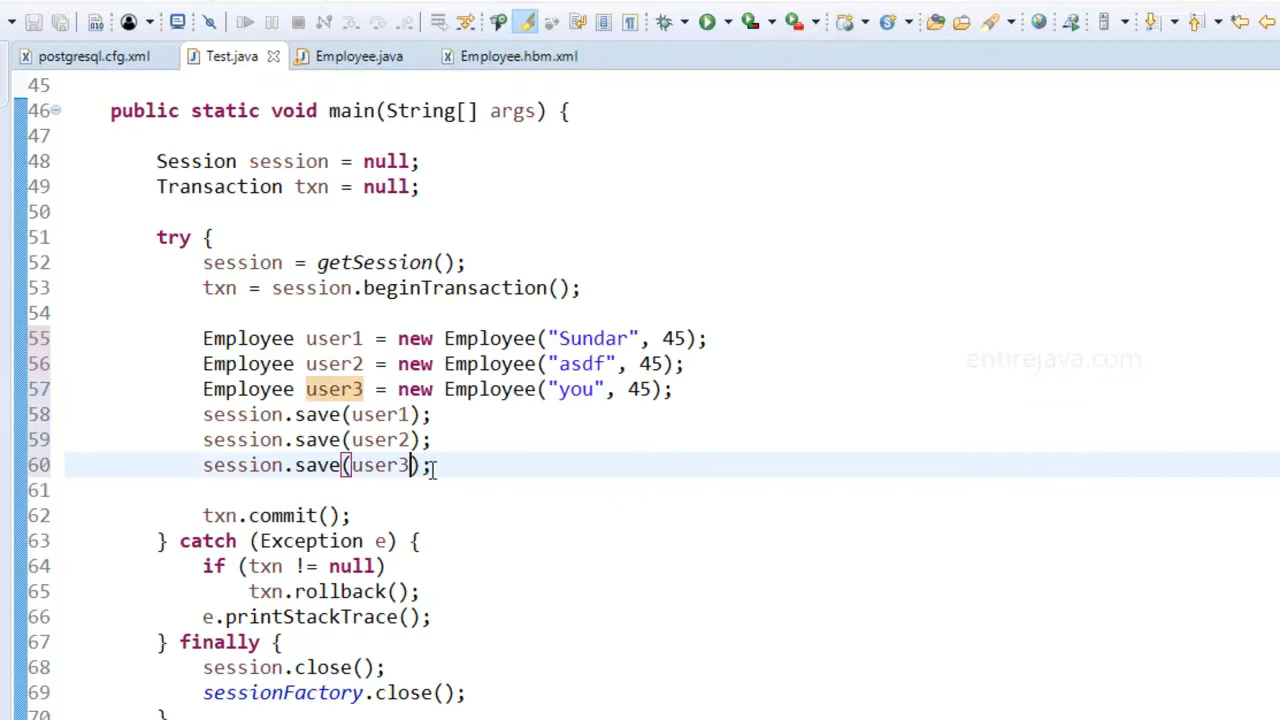 postgresql.cfg.xml Test.java Employee.java Employee.hbm.xml
45
46 public static void main(String[] args) {
47
48 Session session = null;
49 Transaction txn = null;
50
51 try {
52 session = getSession();
53 txn = session.beginTransaction();
54
55 Employee user1 = new Employee("Sundar", 45);
56 Employee user2 = new Employee("asdf", 45);
entirejava.com
57 Employee user3 = new Employee("you", 45);
58 session.save(user1);
59 session.save(user2);
60 session.save(user3);
61
62 txn.commit();
63 } catch (Exception e) {
64 if (txn != null)
65 txn.rollback();
66 e.printStackTrace();
67 } finally {
68 session.close();
69 sessionFactory.close();
70 }